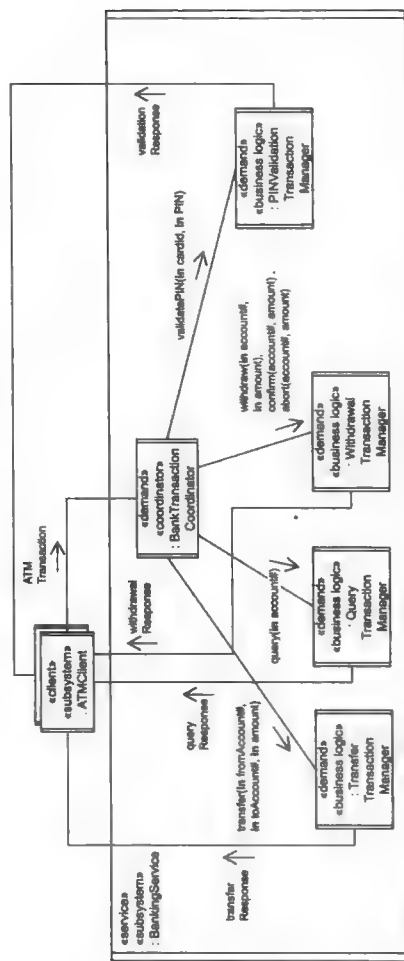 «client»
«subsystem»
: ATMClient
ATM
Transaction
«service»
«subsystem»
: BankingService
transfer
Response
query
Response
withdrawal
Response
validation
Response
«demand»
«coordinator»
: BankTransaction
Coordinator
transfer(in fromAccount#,
in toAccount#, in amount)
query(in account#)
withdraw(in account#,
in amount),
confirm(account#, amount),
abort(account#, amount)
validatePIN(in cardid, in PIN)
«demand»
«business logic»
: Transfer
Transaction
Manager
«demand»
«business logic»
: Query
Transaction
Manager
«demand»
«business logic»
: Withdrawal
Transaction
Manager
«demand»
«business logic»
: PINValidation
Transaction
Manager